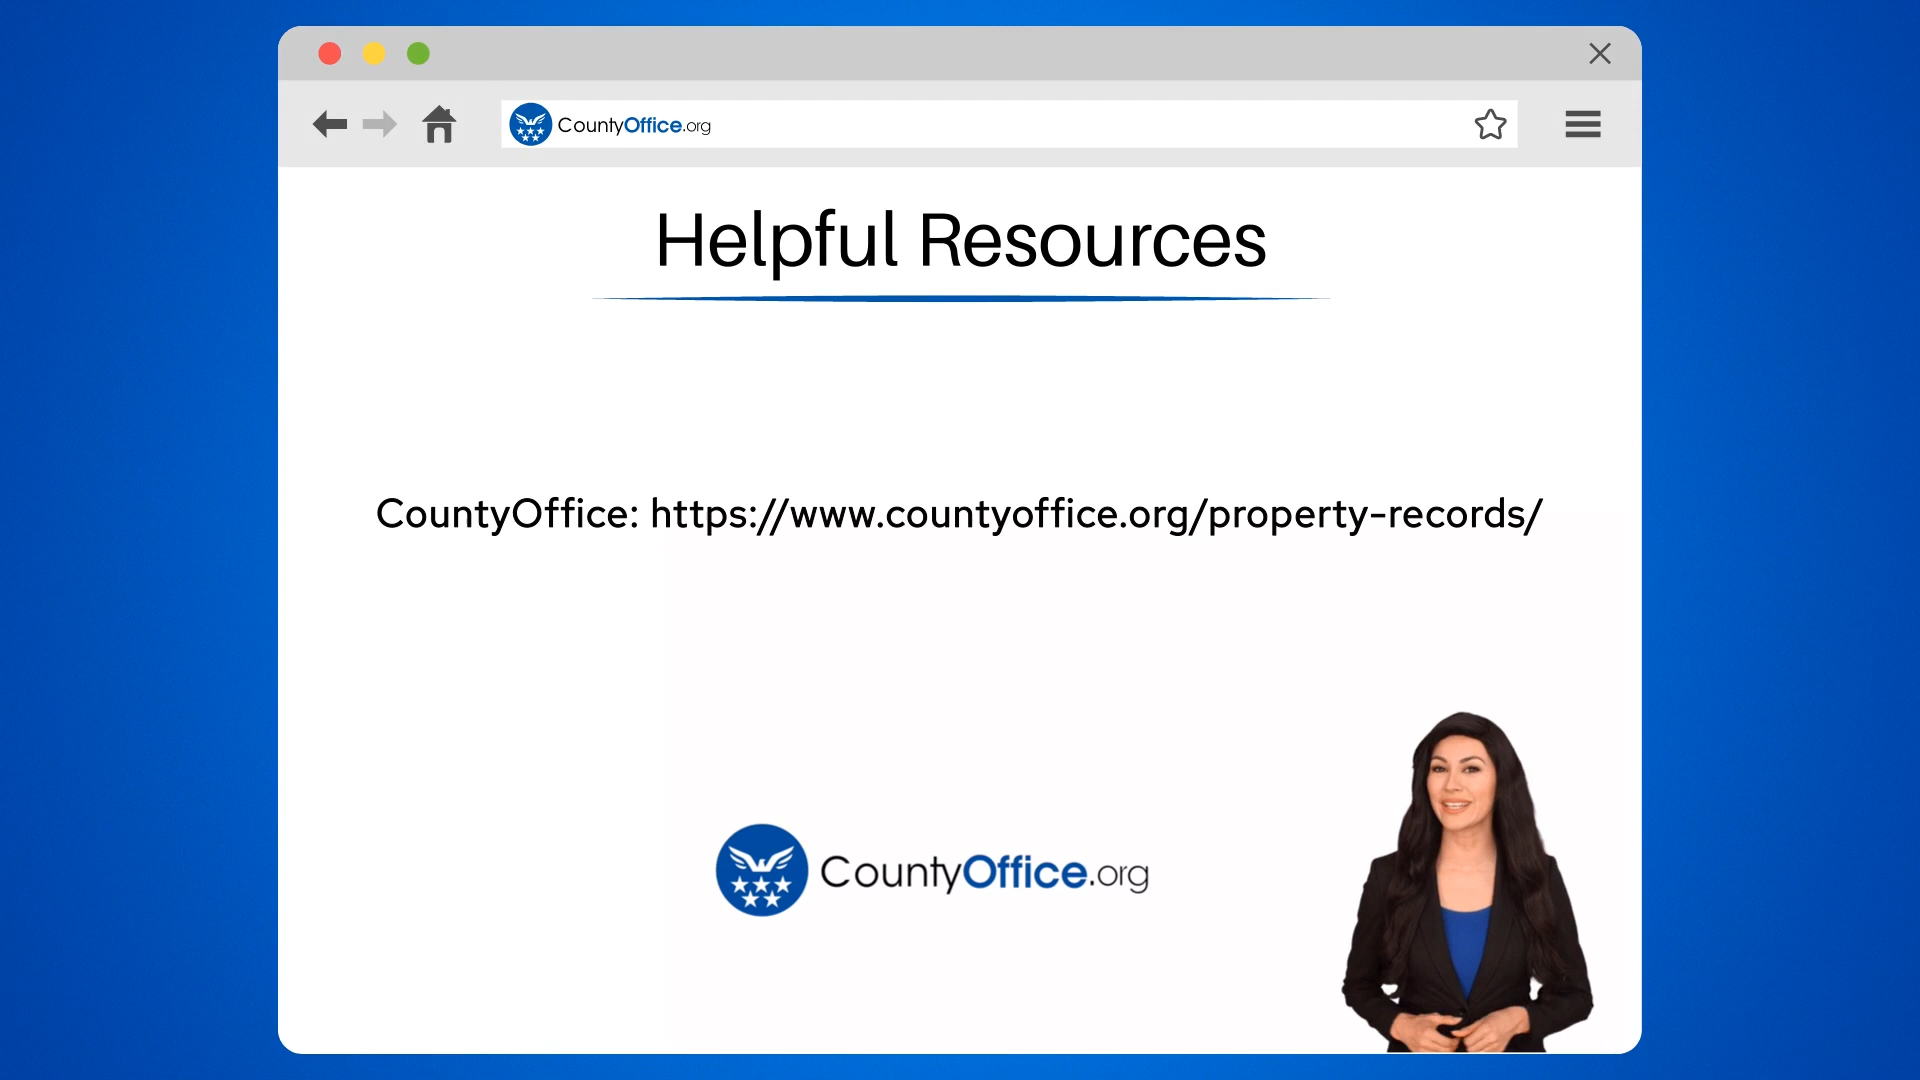 CountyOffice.org
Helpful Resources
CountyOffice: https://www.countyoffice.org/property-records/
CountyOffice.org